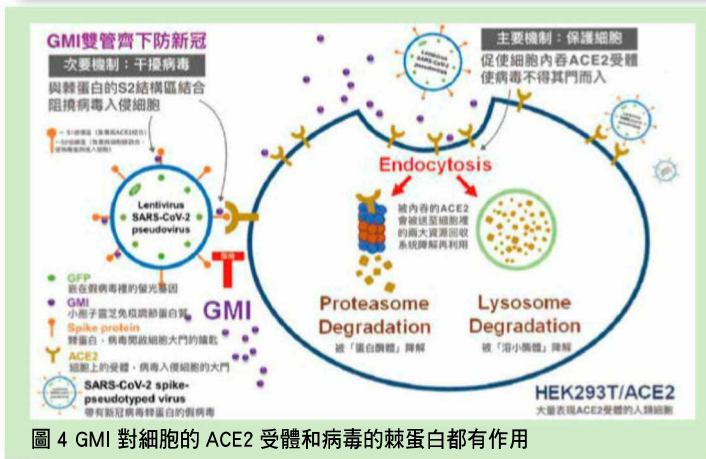 GMI雙管齊下防新冠
次要機制：干擾病毒
與棘蛋白的S2結構區結合
阻撓病毒入侵細胞
主要機制：保護細胞
促使細胞內吞ACE2受體
使病毒不得其門而入
Lentivirus
SARS-CoV-2
pseudovirus
Endocytosis
被內吞的ACE2
會被送至細胞裡
的兩大資源回收
系統降解再利用
Lentivirus
SARS-CoV-2
pseudovirus
GMI
Proteasome
Degradation
被「蛋白酶體」降解
Lysosome
Degradation
被「溶小酶體」降解
GFP
嵌在假病毒裡的螢光基因
GMI
小孢子靈芝免疫調節蛋白質
Spike protein
棘蛋白，病毒開啟細胞大門的鑰匙
ACE2
細胞上的受體，病毒入侵細胞的大門
SARS-CoV-2 spike-
pseudotyped virus
帶有新冠病毒棘蛋白的假病毒
HEK293T/ACE2
大量表現ACE2受體的人類細胞
圖 4 GMI 對細胞的 ACE2 受體和病毒的棘蛋白都有作用